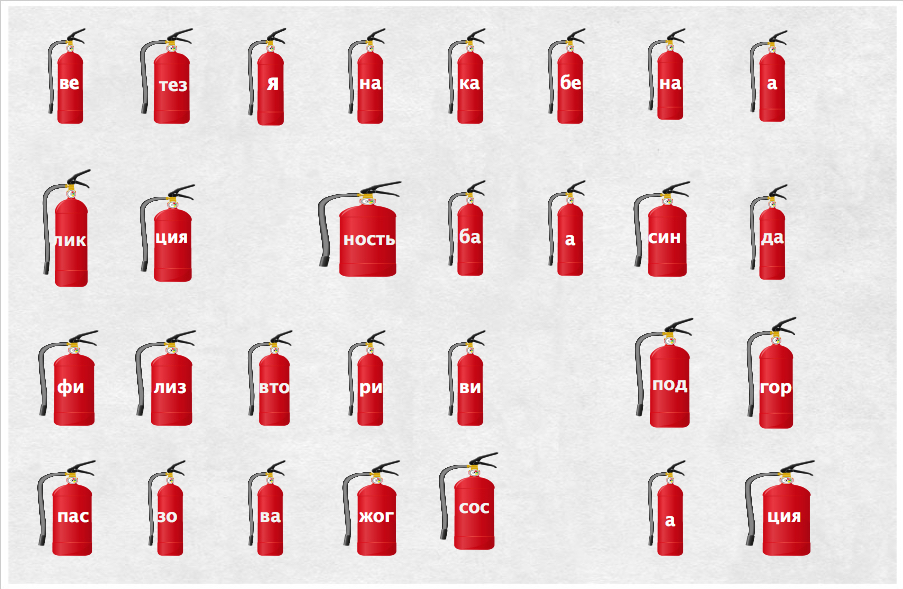 ве тез Я на ка бе на а
лик ция ность ба а син да
фи лиз вто ри ви под гор
пас зо ва жог сос а ция